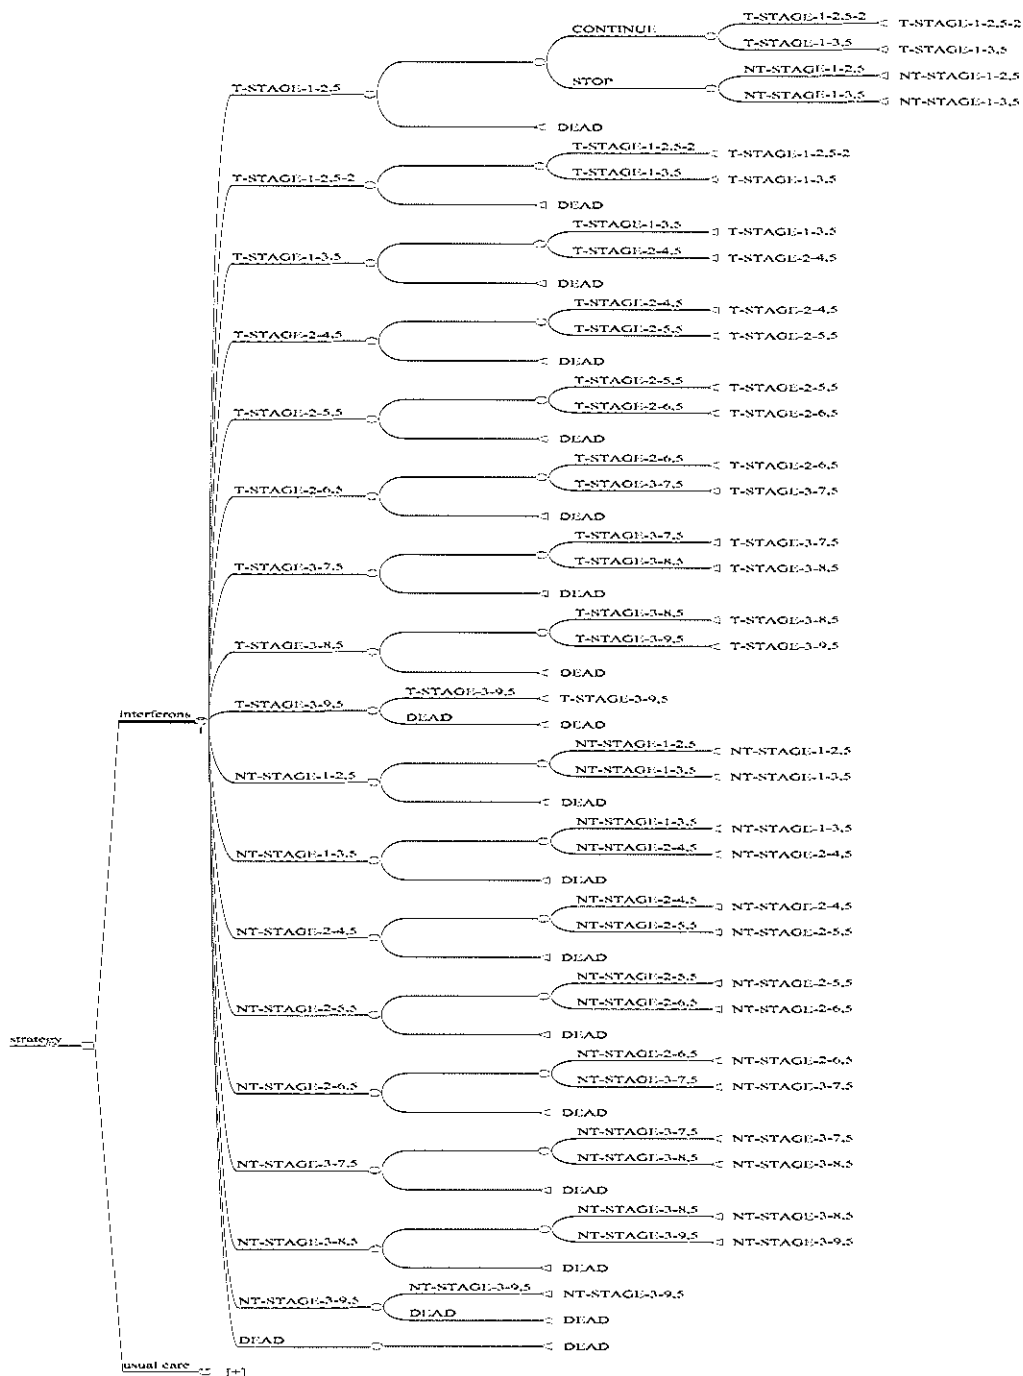 T-STAGE-1-2,5-2
T-STAGE-1-2,5-2
CONTINUE
T-STAGE-1-3,5
T-STAGE-1-3,5
NT-STAGE-1-2,5
NT-STAGE-1-2,5
STOP
T-STAGE-1-2,5
NT-STAGE-1-3,5
NT-STAGE-1-3,5
DEAD
T-STAGE-1-2,5-2
T-STAGE-1-2,5-2
T-STAGE-1-3,5
T-STAGE-1-3,5
T-STAGE-1-2,5-2
DEAD
T-STAGE-1-3,5
T-STAGE-1-3,5
T-STAGE-2-4,5
T-STAGE-2-4,5
T-STAGE-1-3,5
DEAD
T-STAGE-2-4,5
T-STAGE-2-4,5
T-STAGE-2-5,5
T-STAGE-2-5,5
T-STAGE-2-4,5
DEAD
T-STAGE-2-5,5
T-STAGE-2-5,5
T-STAGE-2-6,5
T-STAGE-2-6,5
T-STAGE-2-5,5
DEAD
T-STAGE-2-6,5
T-STAGE-2-6,5
T-STAGE-3-7,5
T-STAGE-3-7,5
T-STAGE-2-6,5
DEAD
T-STAGE-3-7,5
T-STAGE-3-7,5
T-STAGE-3-8,5
T-STAGE-3-8,5
T-STAGE-3-7,5
DEAD
T-STAGE-3-8,5
T-STAGE-3-8,5
T-STAGE-3-9,5
T-STAGE-3-9,5
T-STAGE-3-8,5
DEAD
T-STAGE-3-9,5
T-STAGE-3-9,5
T-STAGE-3-9,5
interferons
DEAD
DEAD
NT-STAGE-1-2,5
NT-STAGE-1-2,5
NT-STAGE-1-3,5
NT-STAGE-1-3,5
NT-STAGE-1-2,5
DEAD
NT-STAGE-1-3,5
NT-STAGE-1-3,5
NT-STAGE-2-4,5
NT-STAGE-2-4,5
NT-STAGE-1-3,5
DEAD
NT-STAGE-2-4,5
NT-STAGE-2-4,5
NT-STAGE-2-5,5
NT-STAGE-2-5,5
NT-STAGE-2-4,5
DEAD
NT-STAGE-2-5,5
NT-STAGE-2-5,5
NT-STAGE-2-6,5
NT-STAGE-2-6,5
NT-STAGE-2-5,5
DEAD
strategy
NT-STAGE-2-6,5
NT-STAGE-2-6,5
NT-STAGE-3-7,5
NT-STAGE-3-7,5
NT-STAGE-2-6,5
DEAD
NT-STAGE-3-7,5
NT-STAGE-3-7,5
NT-STAGE-3-8,5
NT-STAGE-3-8,5
NT-STAGE-3-7,5
DEAD
NT-STAGE-3-8,5
NT-STAGE-3-8,5
NT-STAGE-3-9,5
NT-STAGE-3-9,5
NT-STAGE-3-8,5
DEAD
NT-STAGE-3-9,5
NT-STAGE-3-9,5
NT-STAGE-3-9,5
DEAD
DEAD
DEAD
DEAD
usual care
[+]